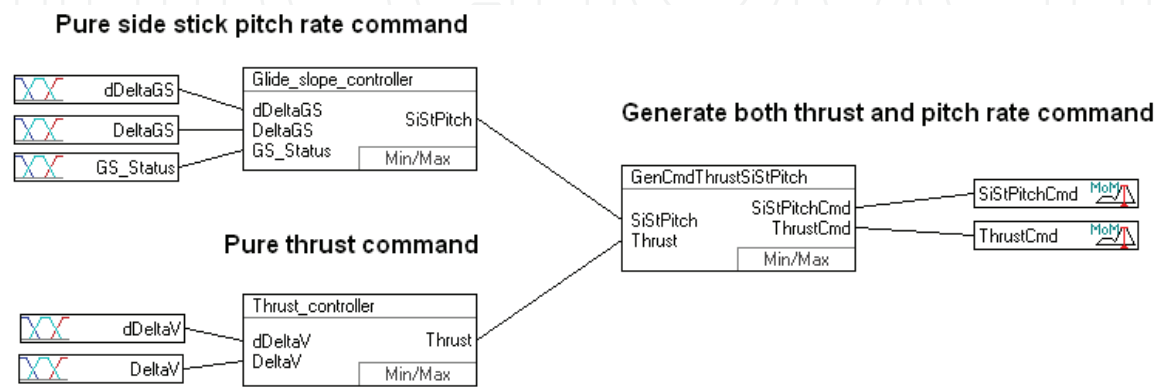 Pure side stick pitch rate command
dDeltaGS
DeltaGS
GS_Status
Glide_slope_controller
dDeltaGS
DeltaGS
GS_Status
SiStPitch
Min/Max
Pure thrust command
dDeltaV
DeltaV
Thrust_controller
dDeltaV
DeltaV
Thrust
Min/Max
Generate both thrust and pitch rate command
GenCmdThrustSiStPitch
SiStPitch
Thrust
SiStPitchCmd
ThrustCmd
Min/Max
SiStPitchCmd MoM
ThrustCmd MoM